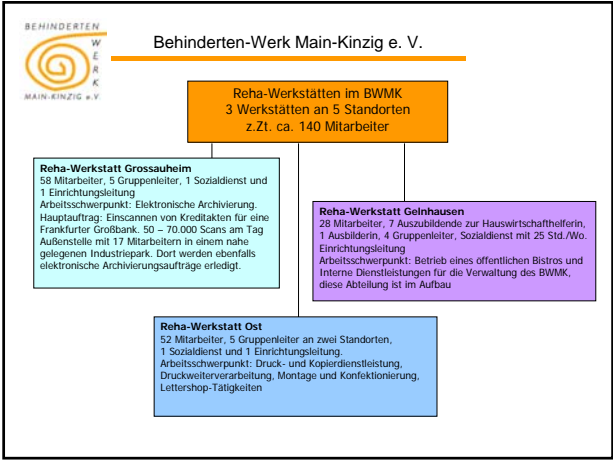 BEHINDERTEN
WERK
MAIN-KINZIG e.V.
Behinderten-Werk Main-Kinzig e. V.
Reha-Werkstätten im BWMK
3 Werkstätten an 5 Standorten
z.Zt. ca. 140 Mitarbeiter
Reha-Werkstatt Grossauheim
58 Mitarbeiter, 5 Gruppenleiter, 1 Sozialdienst und
1 Einrichtungsleitung
Arbeitsschwerpunkt: Elektronische Archivierung.
Hauptauftrag: Einscannen von Kreditakten für eine
Frankfurter Großbank. 50 – 70.000 Scans am Tag
Außenstelle mit 17 Mitarbeitern in einem nahe
gelegenen Industriepark. Dort werden ebenfalls
elektronische Archivierungsaufträge erledigt.
Reha-Werkstatt Gelnhausen
28 Mitarbeiter, 7 Auszubildende zur Hauswirtschafthelferin,
1 Ausbilderin, 4 Gruppenleiter, Sozialdienst mit 25 Std./Wo.
Einrichtungsleitung
Arbeitsschwerpunkt: Betrieb eines öffentlichen Bistros und
Interne Dienstleistungen für die Verwaltung des BWMK,
diese Abteilung ist im Aufbau
Reha-Werkstatt Ost
52 Mitarbeiter, 5 Gruppenleiter an zwei Standorten,
1 Sozialdienst und 1 Einrichtungsleitung.
Arbeitsschwerpunkt: Druck- und Kopierdienstleistung,
Druckweiterverarbeitung, Montage und Konfektionierung,
Lettershop-Tätigkeiten